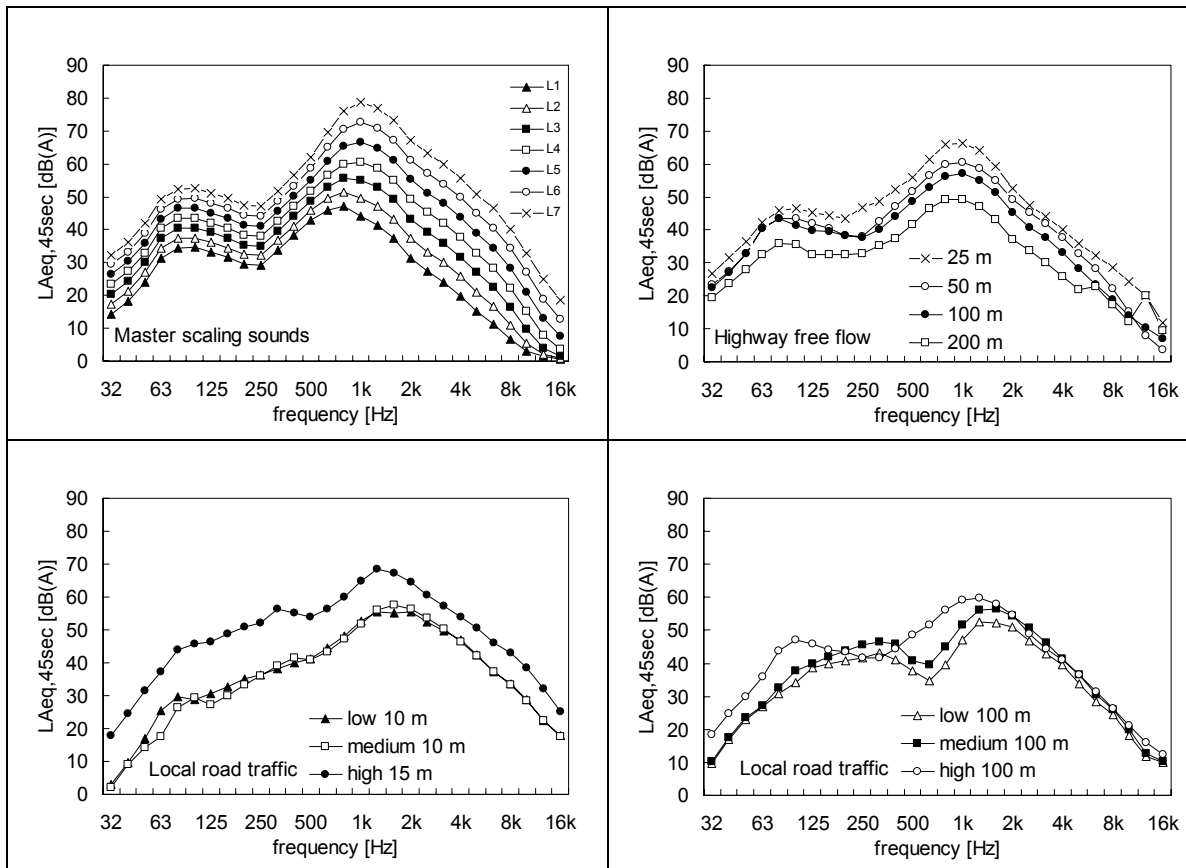 90
80
70
60
50
40
30
20
10
0
LAeq,45sec [dB(A)]
L1
L2
L3
L4
L5
L6
L7
Master scaling sounds
32 63 125 250 500 1k 2k 4k 8k 16k
frequency [Hz]
90
80
70
60
50
40
30
20
10
0
LAeq,45sec [dB(A)]
25 m
50 m
100 m
200 m
Highway free flow
32 63 125 250 500 1k 2k 4k 8k 16k
frequency [Hz]
90
80
70
60
50
40
30
20
10
0
LAeq,45sec [dB(A)]
low 10 m
medium 10 m
high 15 m
Local road traffic
32 63 125 250 500 1k 2k 4k 8k 16k
frequency [Hz]
90
80
70
60
50
40
30
20
10
0
LAeq,45sec [dB(A)]
low 100 m
medium 100 m
high 100 m
Local road traffic
32 63 125 250 500 1k 2k 4k 8k 16k
frequency [Hz]